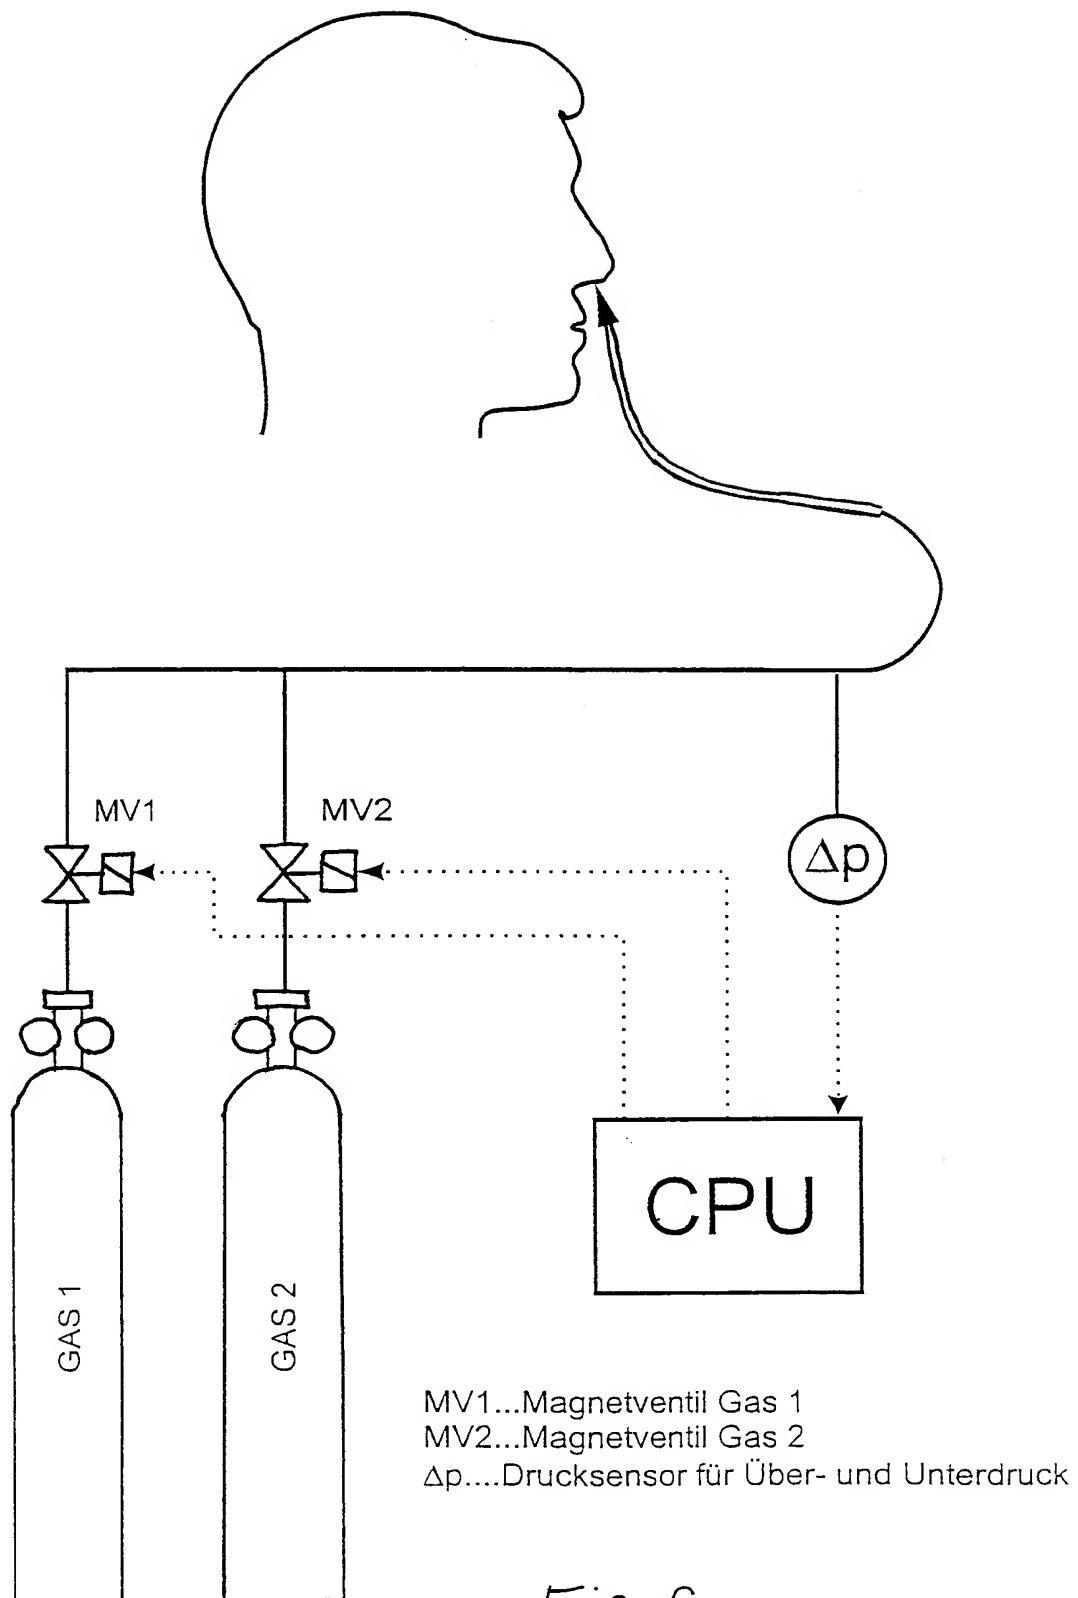 MV1
MV2
Δp
CPU
GAS 1
GAS 2
MV1...Magnetventil Gas 1
MV2...Magnetventil Gas 2
Δp....Drucksensor für Über- und Unterdruck
Fig.